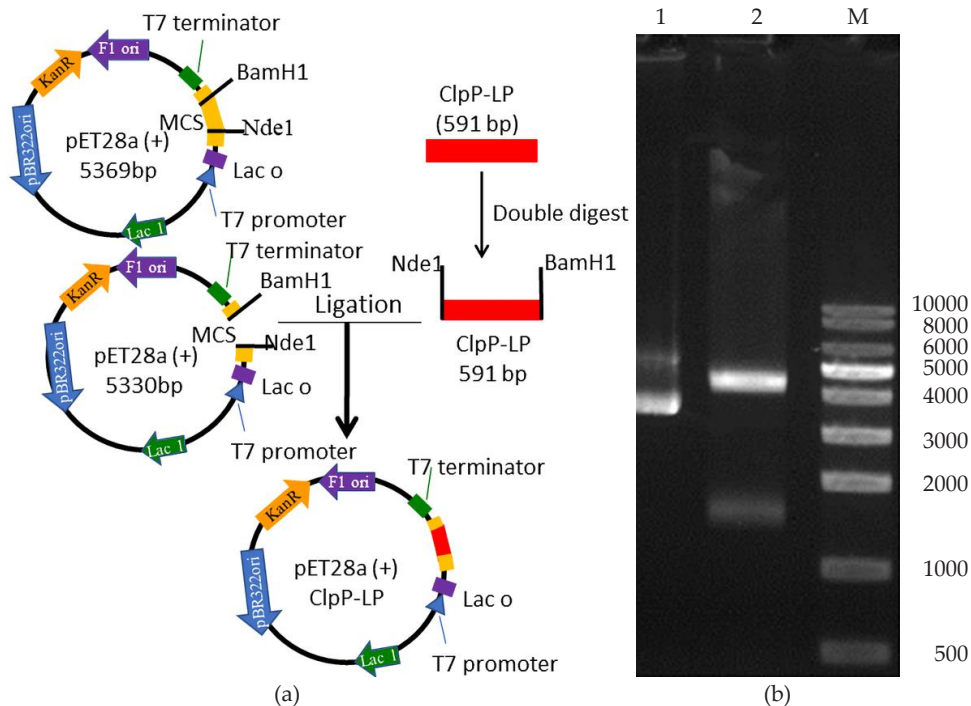 T7 terminator
F1 ori
KanR
BamH1
MCS
Nde1
pET28a (+)
5369bp
pBR322ori
Lac o
Lac 1
T7 promoter
ClpP-LP
(591 bp)
Double digest
Nde1
BamH1
ClpP-LP
591 bp
T7 terminator
F1 ori
KanR
BamH1
MCS
Nde1
pET28a (+)
5330bp
pBR322ori
Lac o
Lac 1
T7 promoter
Ligation
T7 terminator
F1 ori
KanR
pET28a (+)
ClpP-LP
pBR322ori
Lac o
Lac 1
T7 promoter
(a)
1 2 M
10000
8000
6000
5000
4000
3000
2000
1000
500
(b)